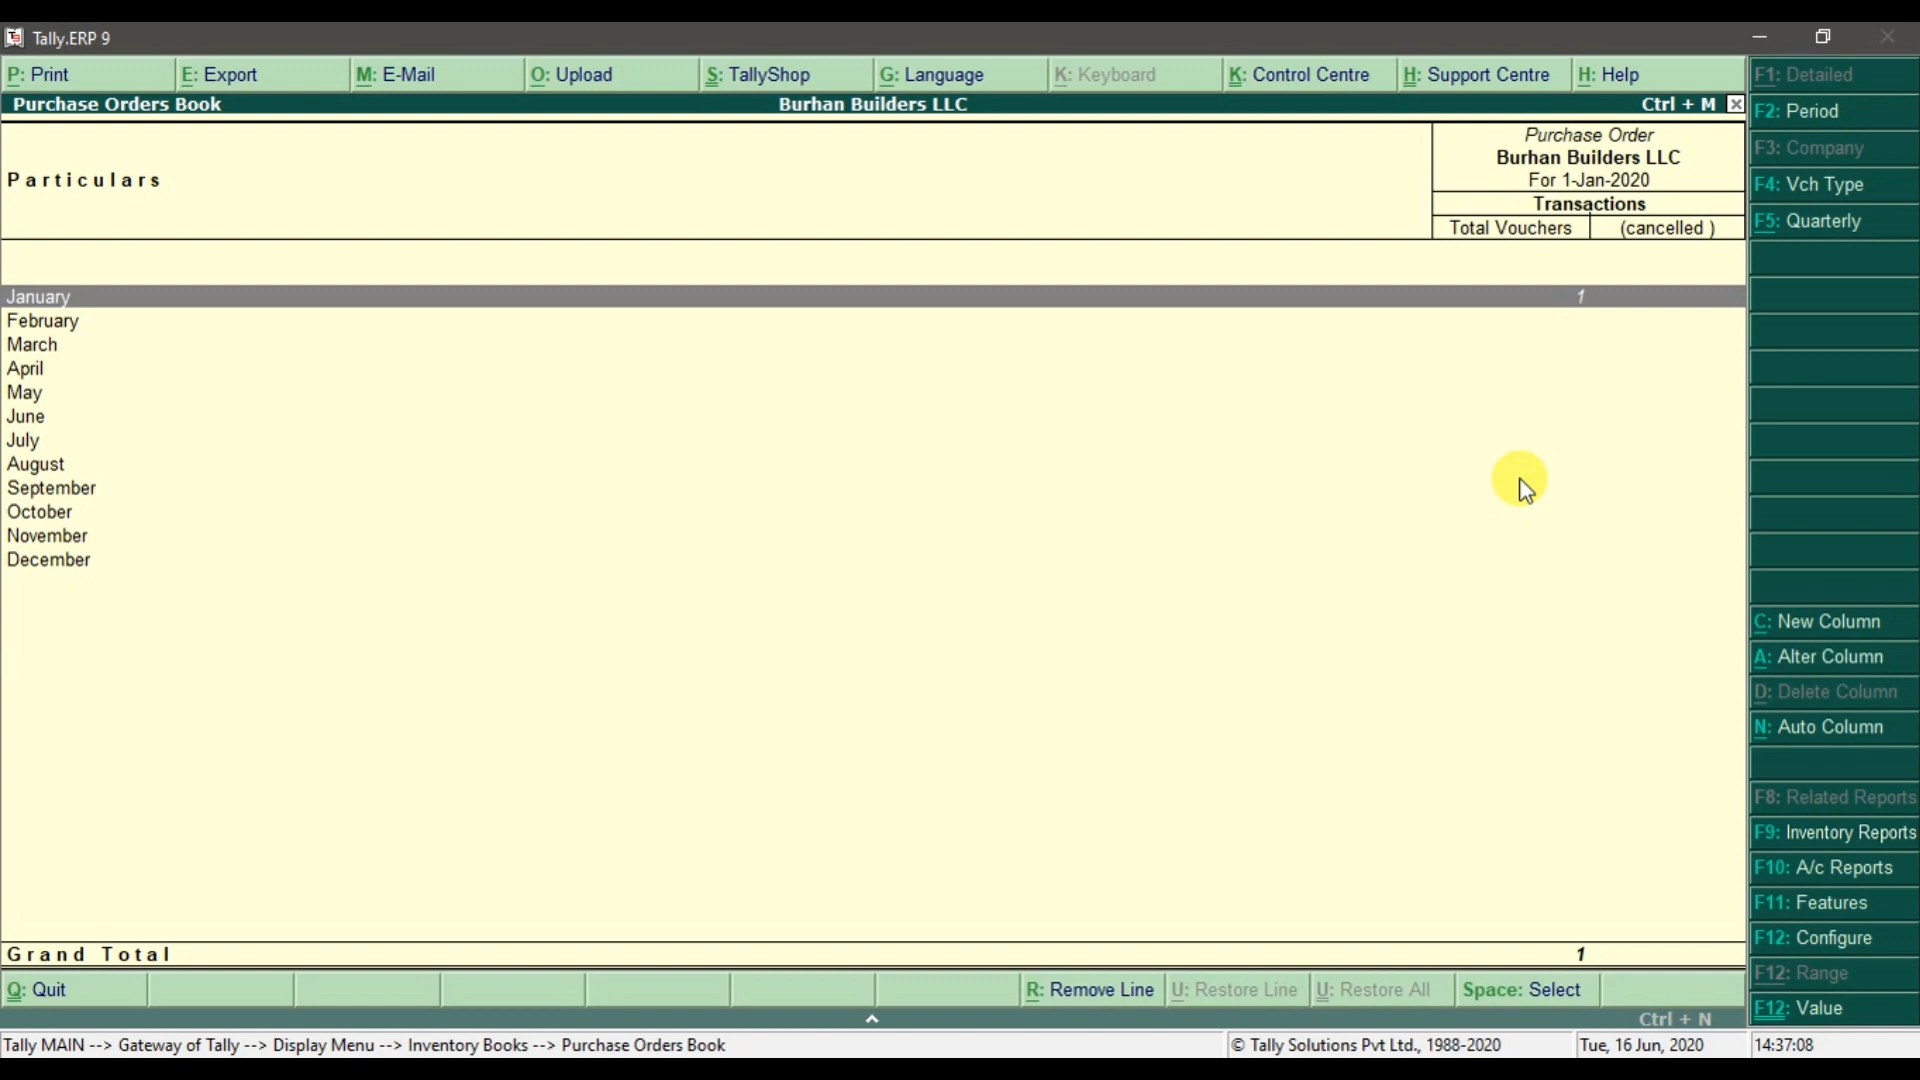 Tally.ERP 9
P: Print E: Export M: E-Mail O: Upload S: TallyShop G: Language K: Keyboard K: Control Centre H: Support Centre H: Help
Purchase Orders Book Burhan Builders LLC Ctrl + M
Particulars
Purchase Order
Burhan Builders LLC
For 1-Jan-2020
Transactions
Total Vouchers (cancelled )
January 1
February
March
April
May
June
July
August
September
October
November
December
Grand Total 1
F1: Detailed
F2: Period
F3: Company
F4: Vch Type
F5: Quarterly
C: New Column
A: Alter Column
D: Delete Column
N: Auto Column
F8: Related Reports
F9: Inventory Reports
F10: A/c Reports
F11: Features
F12: Configure
F12: Range
F12: Value
Q: Quit R: Remove Line U: Restore Line U: Restore All Space: Select
Ctrl + N
Tally MAIN --> Gateway of Tally --> Display Menu --> Inventory Books --> Purchase Orders Book © Tally Solutions Pvt Ltd., 1988-2020 Tue, 16 Jun, 2020 14:37:08